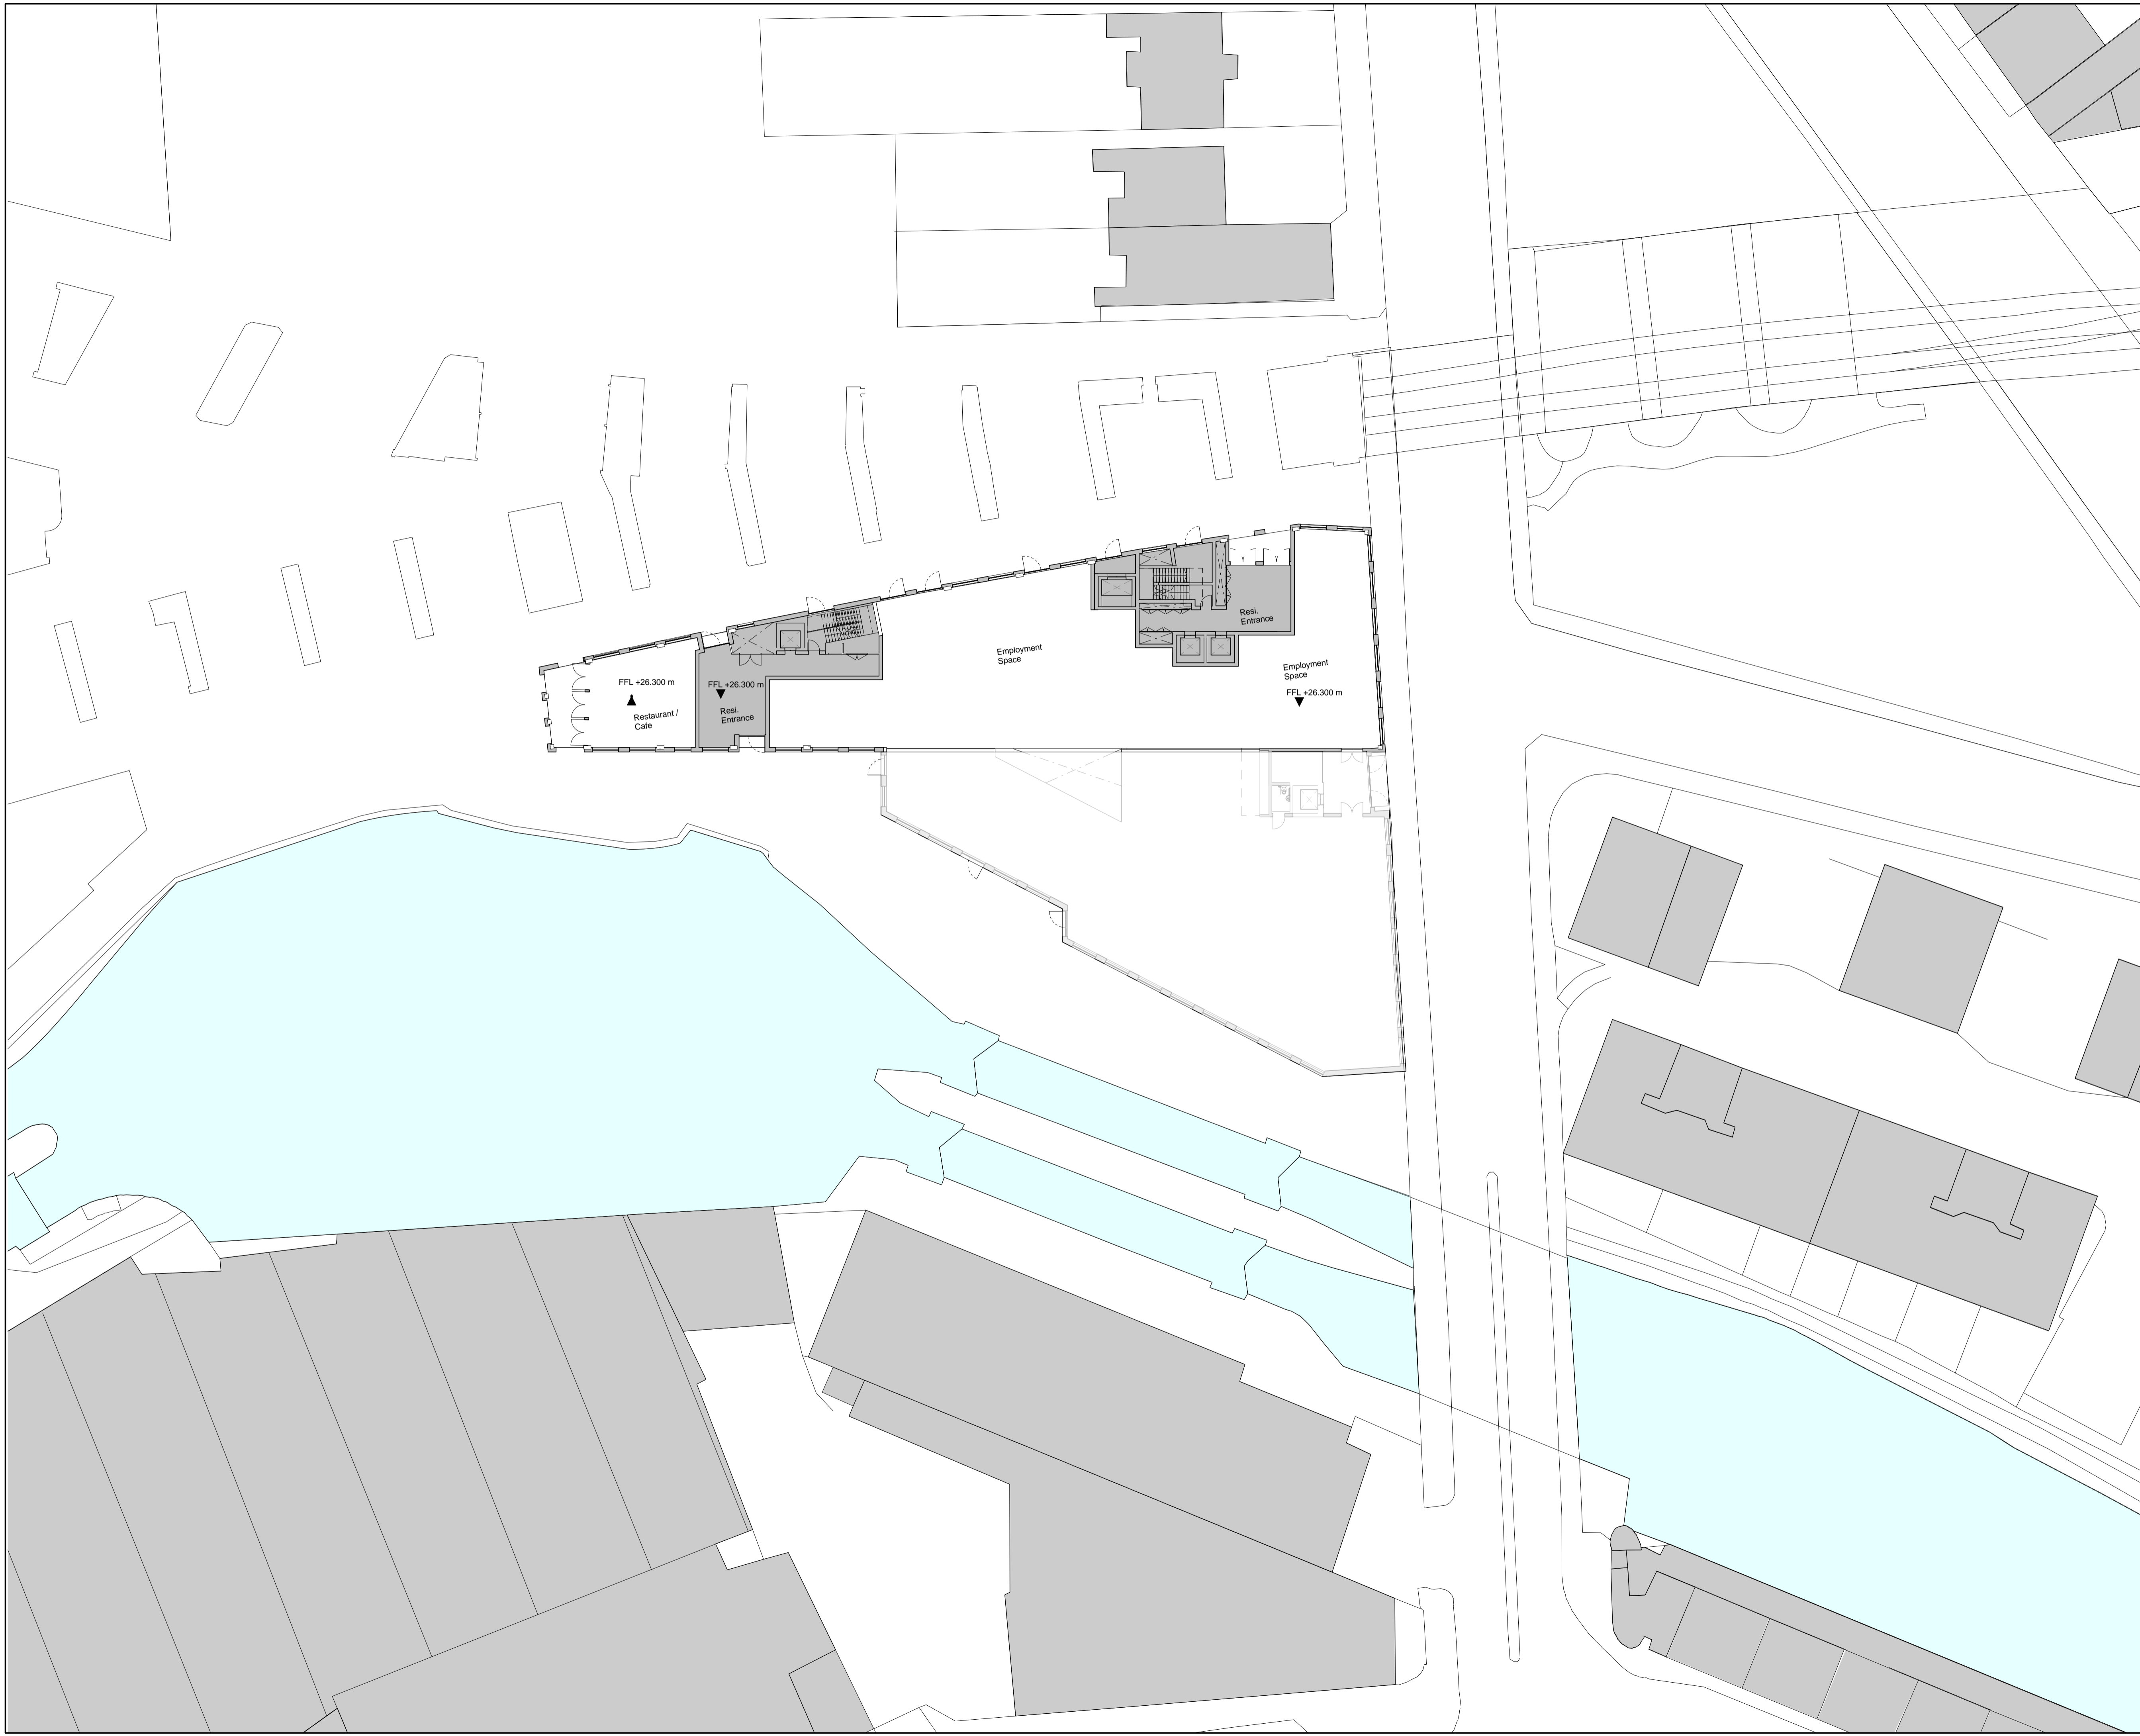 Resi.
Entrance
Employment
Space
Employment
Space
FFL +26.300 m
FFL +26.300 m
FFL +26.300 m
Restaurant /
Cafe
Resi.
Entrance